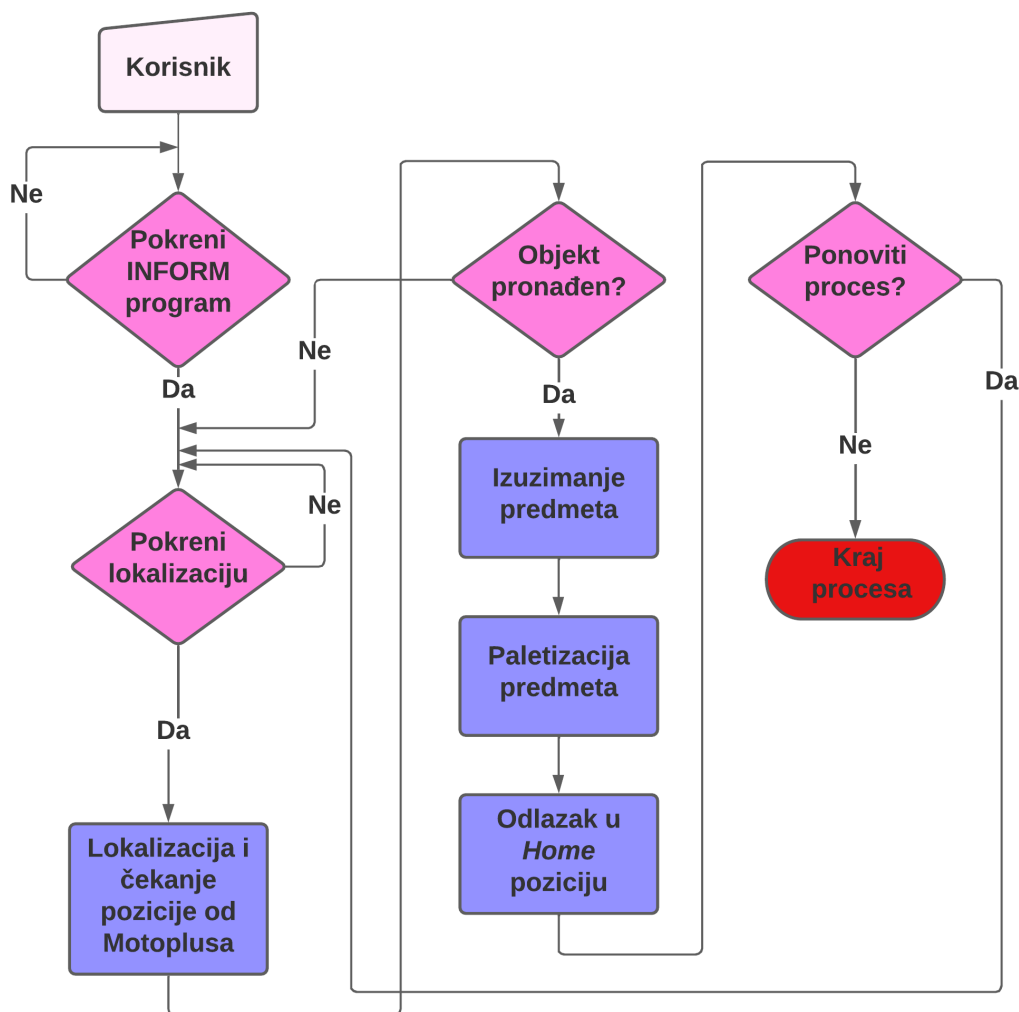 Korisnik
Ne
Pokreni
INFORM
program
Da
Ne
Pokreni
lokalizaciju
Ne
Da
Lokalizacija i
čekanje
pozicije od
Motoplusa
Objekt
pronađen?
Da
Izuzimanje
predmeta
Paletizacija
predmeta
Odlazak u
Home
poziciju
Ponoviti
proces?
Da
Ne
Kraj
procesa